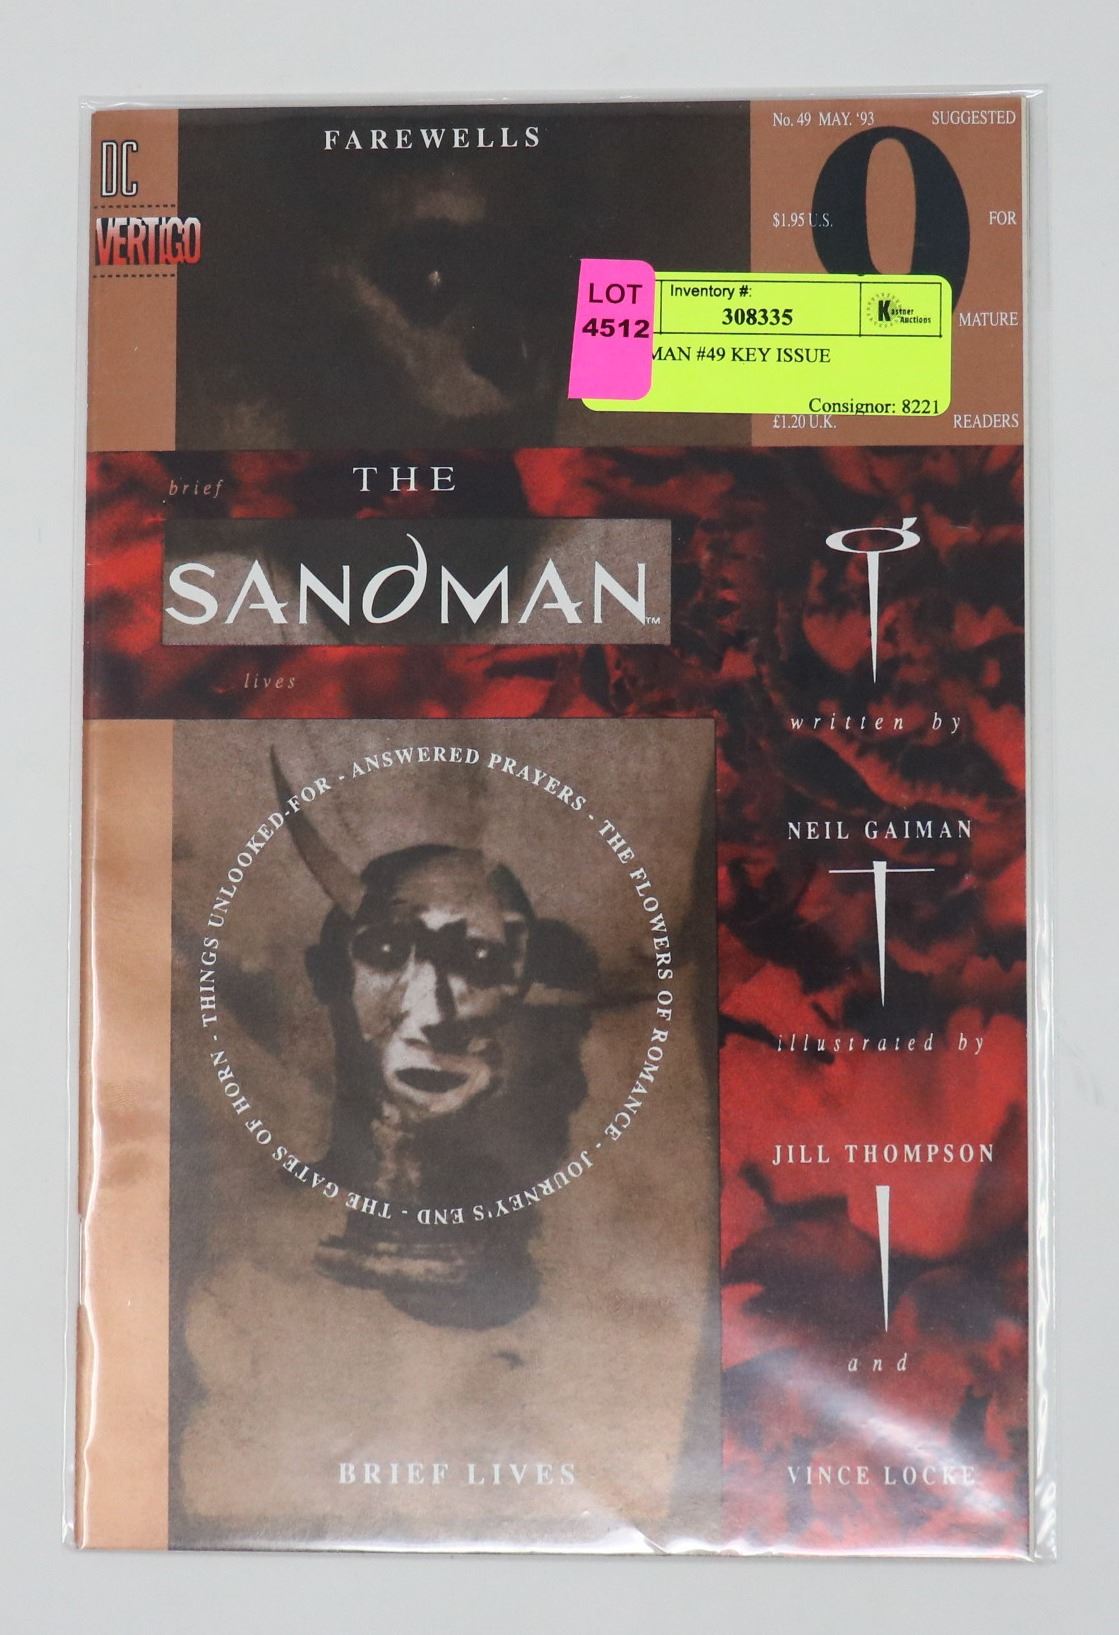 FAREWELLS
DC
VERTIGO
No. 49 MAY. '93 SUGGESTED
9
$1.95 U.S. FOR
MATURE
£1.20 U.K. READERS
LOT
4512
Inventory #:
308335
Kastner
Auctions
MAN #49 KEY ISSUE
Consignor: 8221
brief
THE
SANDMAN™
lives
written by
NEIL GAIMAN
illustrated by
JILL THOMPSON
and
VINCE LOCKE
THINGS UNLOOKED-FOR - ANSWERED PRAYERS - THE FLOWERS OF ROMANCE - JOURNEY'S END - THE GATES OF HORN -
BRIEF LIVES